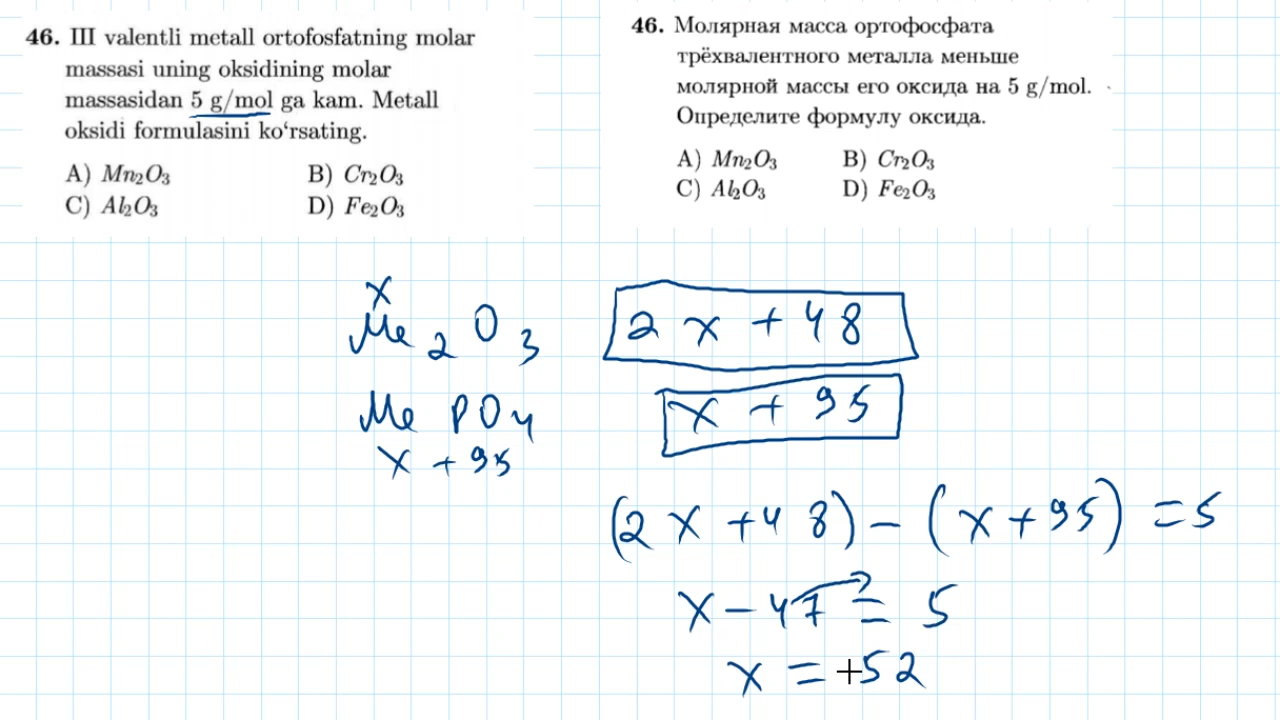 46. III valentli metall ortofosfatning molar
massasi uning oksidining molar
massasidan 5 g/mol ga kam. Metall
oksidi formulasini ko‘rsating.
A) Mn₂O₃ B) Cr₂O₃
C) Al₂O₃ D) Fe₂O₃
46. Молярная масса ортофосфата
трёхвалентного металла меньше
молярной массы его оксида на 5 g/mol.
Определите формулу оксида.
A) Mn₂O₃ B) Cr₂O₃
C) Al₂O₃ D) Fe₂O₃
x
Me₂O₃ 2x + 48
Me PO₄ x + 95
x + 95
(2x + 48) - (x + 95) = 5
x - 47 = 5
x = +52